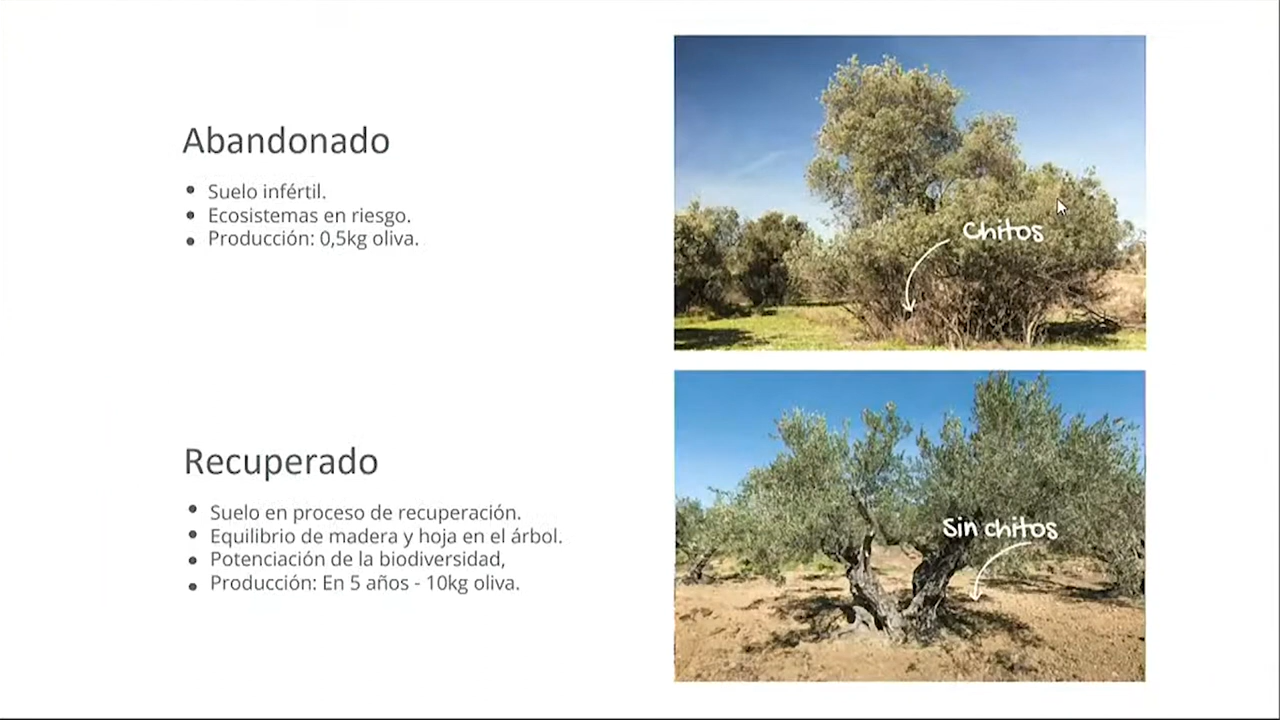 Abandonado
Suelo infértil.
Ecosistemas en riesgo.
Producción: 0,5kg oliva.
Chitos
Recuperado
Suelo en proceso de recuperación.
Equilibrio de madera y hoja en el árbol.
Potenciación de la biodiversidad,
Producción: En 5 años - 10kg oliva.
Sin chitos